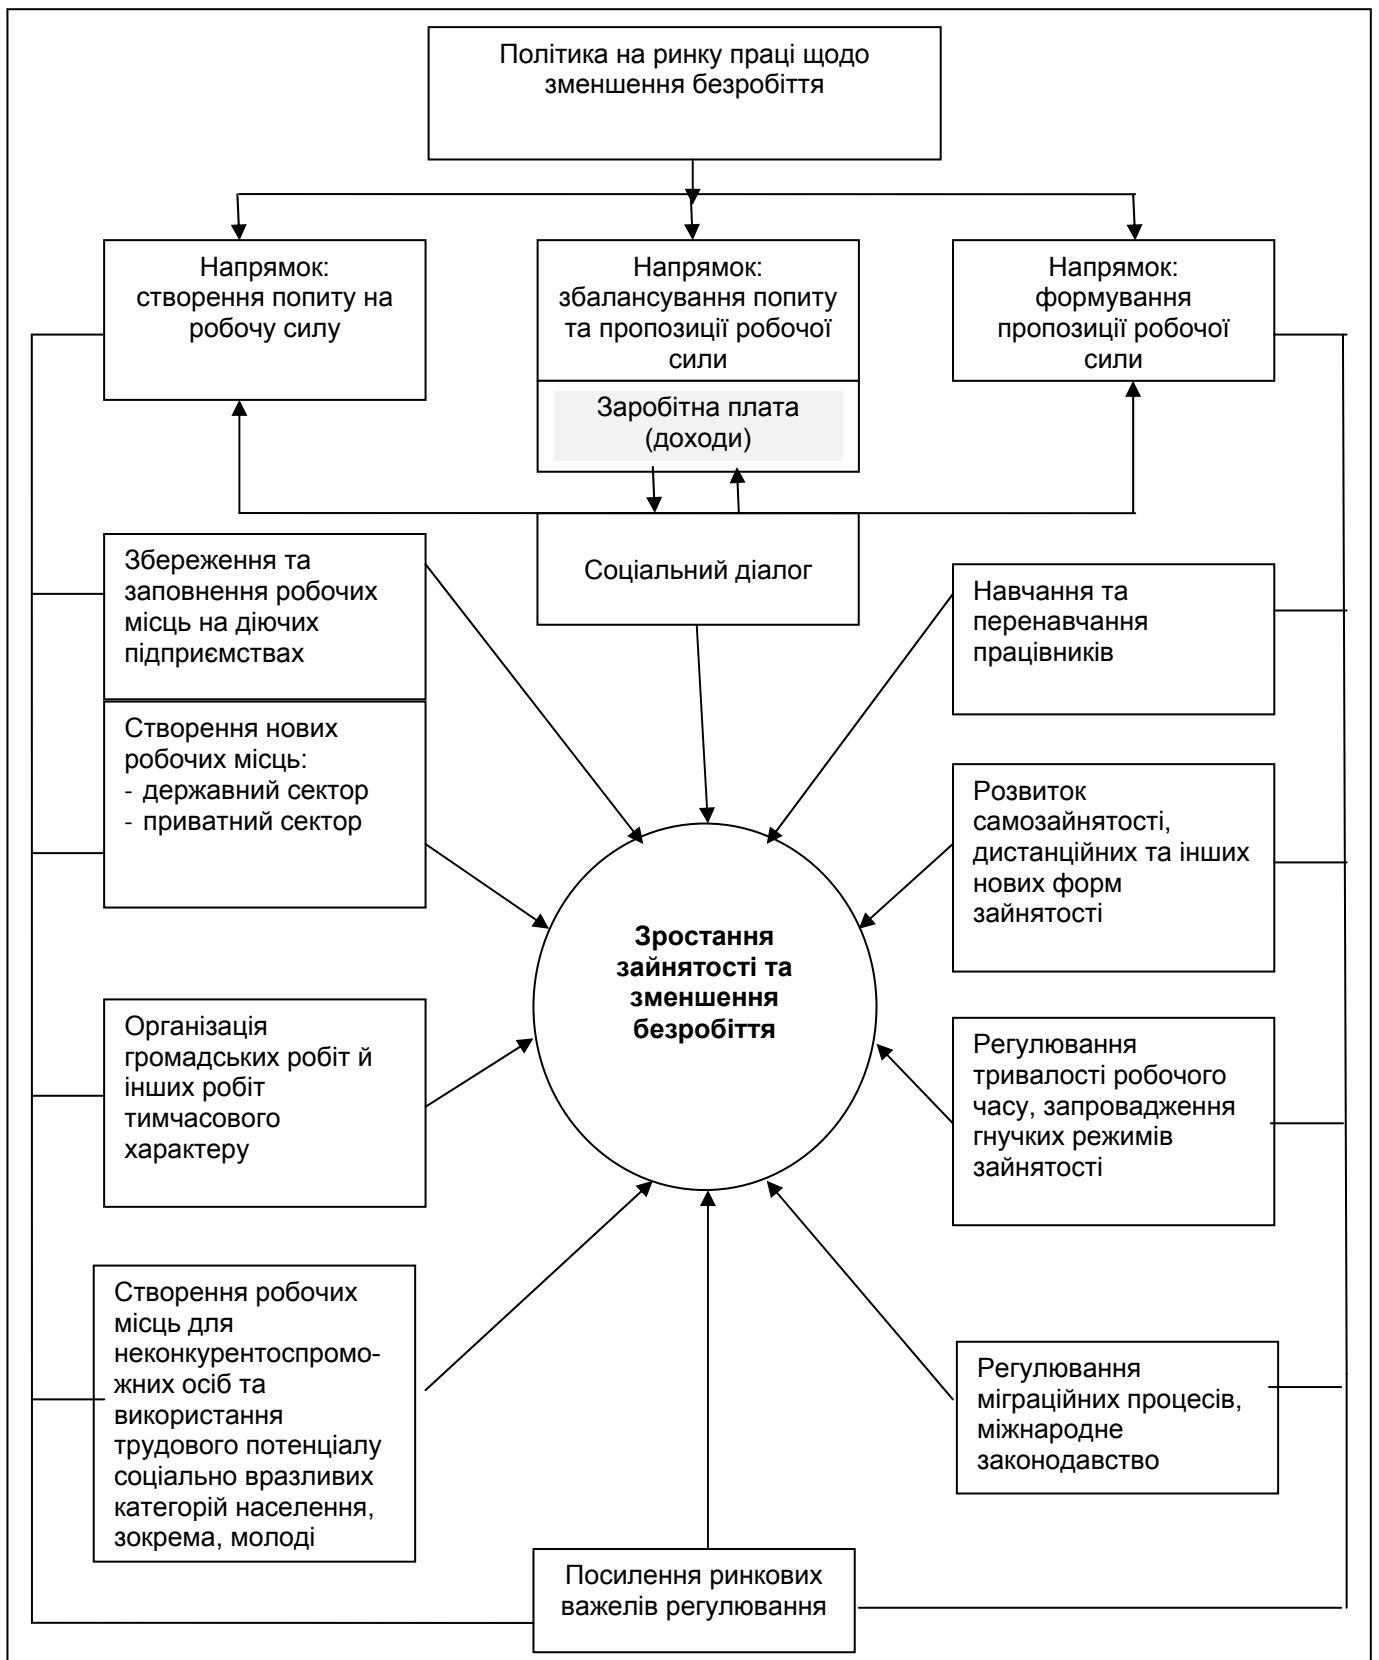 Політика на ринку праці щодо
зменшення безробіття
Напрямок:
створення попиту на
робочу силу
Напрямок:
збалансування попиту
та пропозиції робочої
сили
Заробітна плата
(доходи)
Напрямок:
формування
пропозиції робочої
сили
Соціальний діалог
Збереження та
заповнення робочих
місць на діючих
підприємствах
Створення нових
робочих місць:
- державний сектор
- приватний сектор
Організація
громадських робіт й
інших робіт
тимчасового
характеру
Створення робочих
місць для
неконкурентоспромо-
жних осіб та
використання
трудового потенціалу
соціально вразливих
категорій населення,
зокрема, молоді
Зростання
зайнятості та
зменшення
безробіття
Навчання та
перенавчання
працівників
Розвиток
самозайнятості,
дистанційних та інших
нових форм
зайнятості
Регулювання
тривалості робочого
часу, запровадження
гнучких режимів
зайнятості
Регулювання
міграційних процесів,
міжнародне
законодавство
Посилення ринкових
важелів регулювання